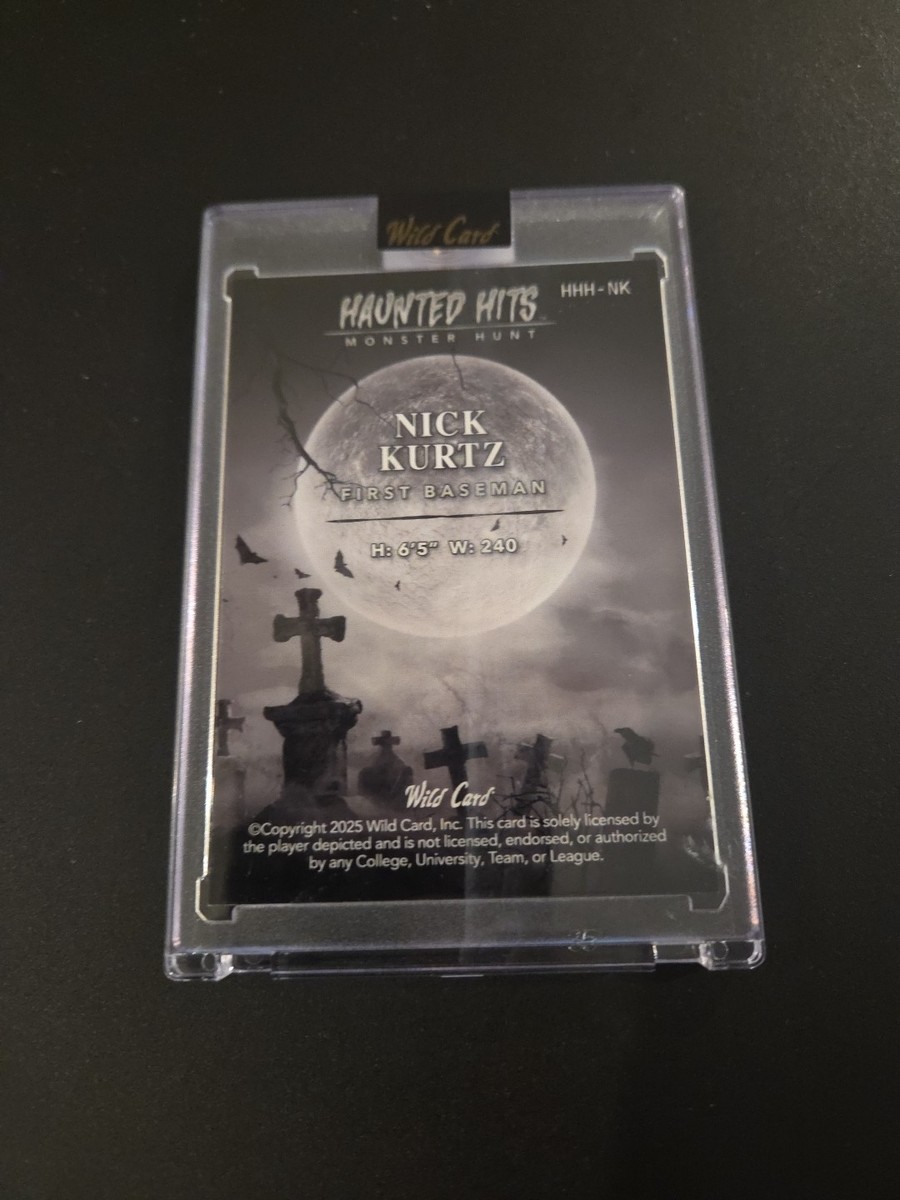 Wild Card
HAUNTED HITS
HHH-NK
MONSTER HUNT
NICK
KURTZ
FIRST BASEMAN
H: 6'5" W: 240
Wild Card
©Copyright 2025 Wild Card, Inc. This card is solely licensed by
the player depicted and is not licensed, endorsed, or authorized
by any College, University, Team, or League.